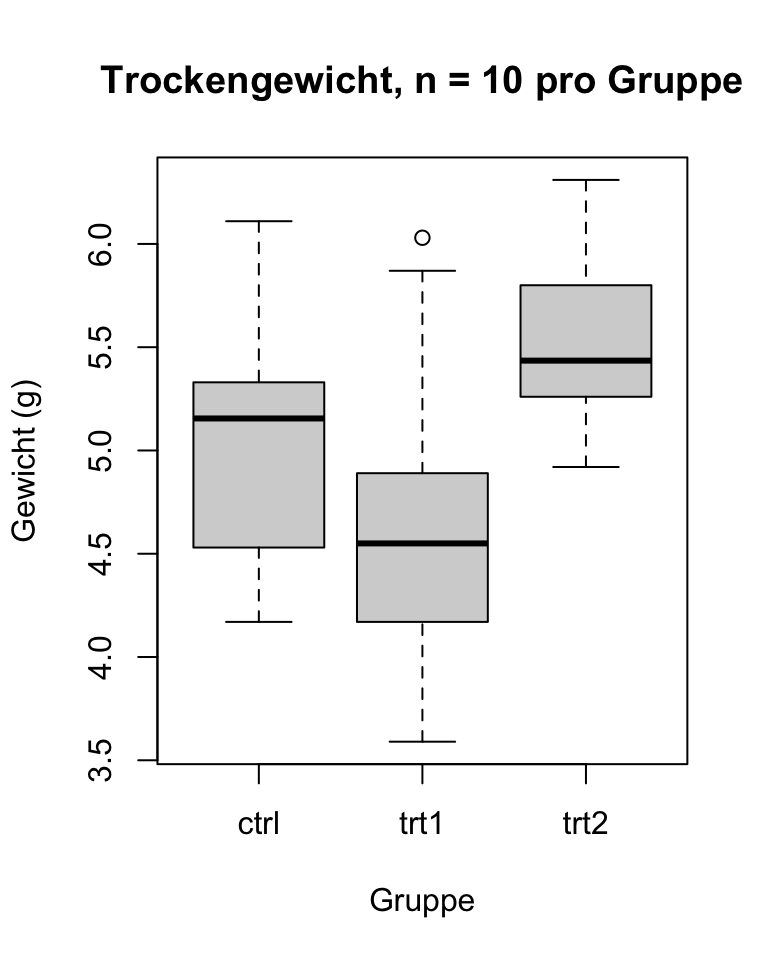 Trockengewicht, n = 10 pro Gruppe
Gewicht (g)
6.0
5.5
5.0
4.5
4.0
3.5
ctrl trt1 trt2
Gruppe